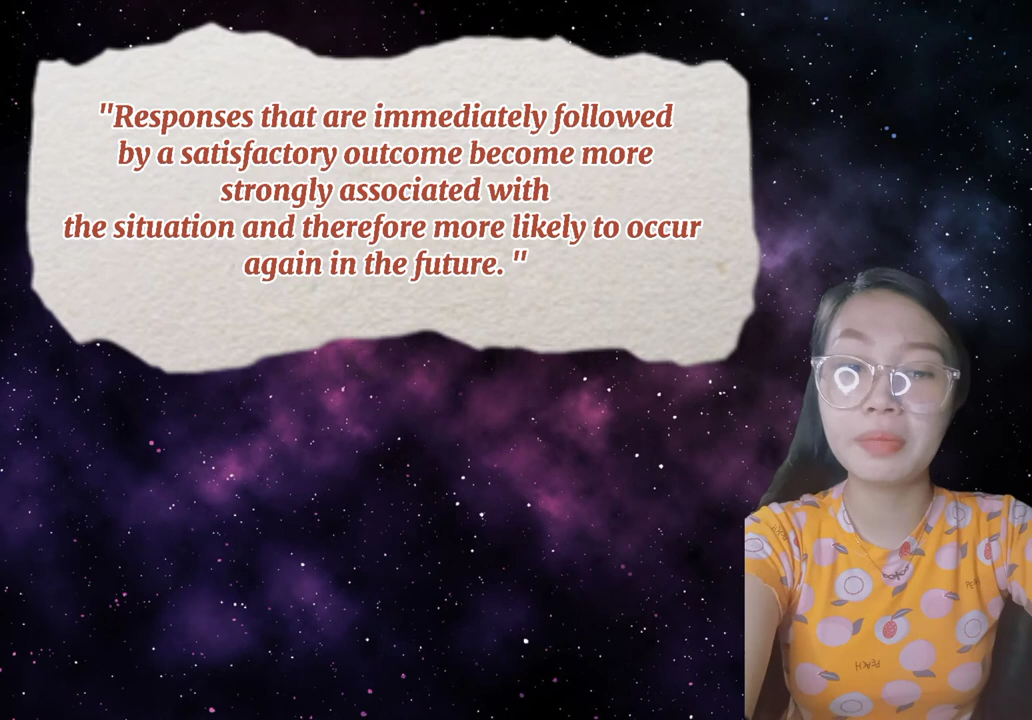 "Responses that are immediately followed
by a satisfactory outcome become more
strongly associated with
the situation and therefore more likely to occur
again in the future. "
PEACH